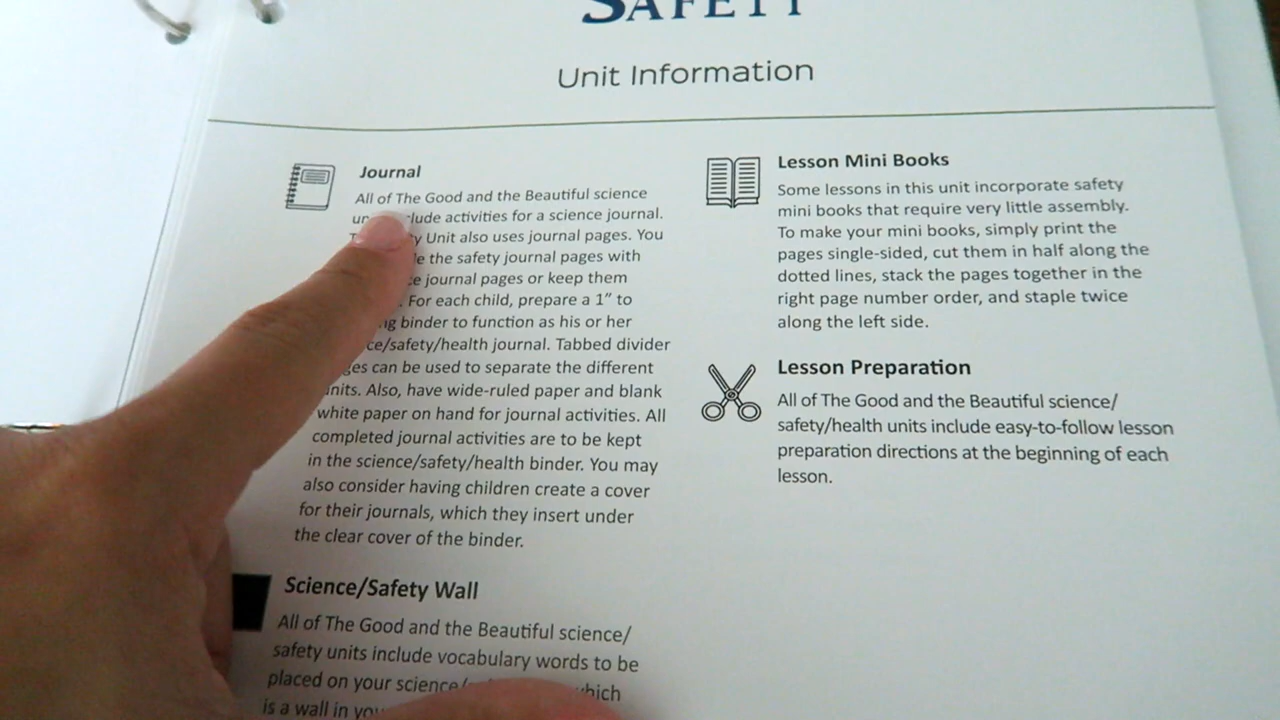 SAFETY
Unit Information
Journal
All of The Good and the Beautiful science
clude activities for a science journal.
Unit also uses journal pages. You
the safety journal pages with
journal pages or keep them
. For each child, prepare a 1" to
binder to function as his or her
ce/safety/health journal. Tabbed divider
can be used to separate the different
nits. Also, have wide-ruled paper and blank
white paper on hand for journal activities. All
completed journal activities are to be kept
in the science/safety/health binder. You may
also consider having children create a cover
for their journals, which they insert under
the clear cover of the binder.
Science/Safety Wall
All of The Good and the Beautiful science/
safety units include vocabulary words to be
placed on your science/
is a wall in
Lesson Mini Books
Some lessons in this unit incorporate safety
mini books that require very little assembly.
To make your mini books, simply print the
pages single-sided, cut them in half along the
dotted lines, stack the pages together in the
right page number order, and staple twice
along the left side.
Lesson Preparation
All of The Good and the Beautiful science/
safety/health units include easy-to-follow lesson
preparation directions at the beginning of each
lesson.